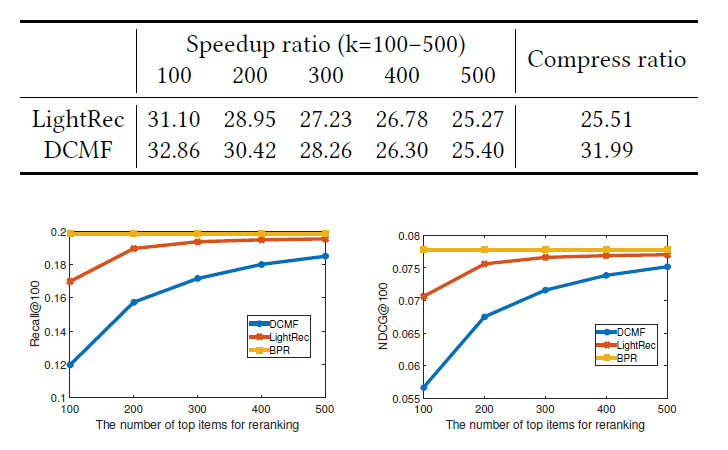 Speedup ratio (k=100–500)
Compress ratio
100 200 300 400 500
LightRec 31.10 28.95 27.23 26.78 25.27 25.51
DCMF 32.86 30.42 28.26 26.30 25.40 31.99
0.2
0.18
0.16
0.14
0.12
0.1
Recall@100
DCMF
LightRec
BPR
100 200 300 400 500
The number of top items for reranking
0.08
0.075
0.07
0.065
0.06
0.055
NDCG@100
DCMF
LightRec
BPR
100 200 300 400 500
The number of top items for reranking